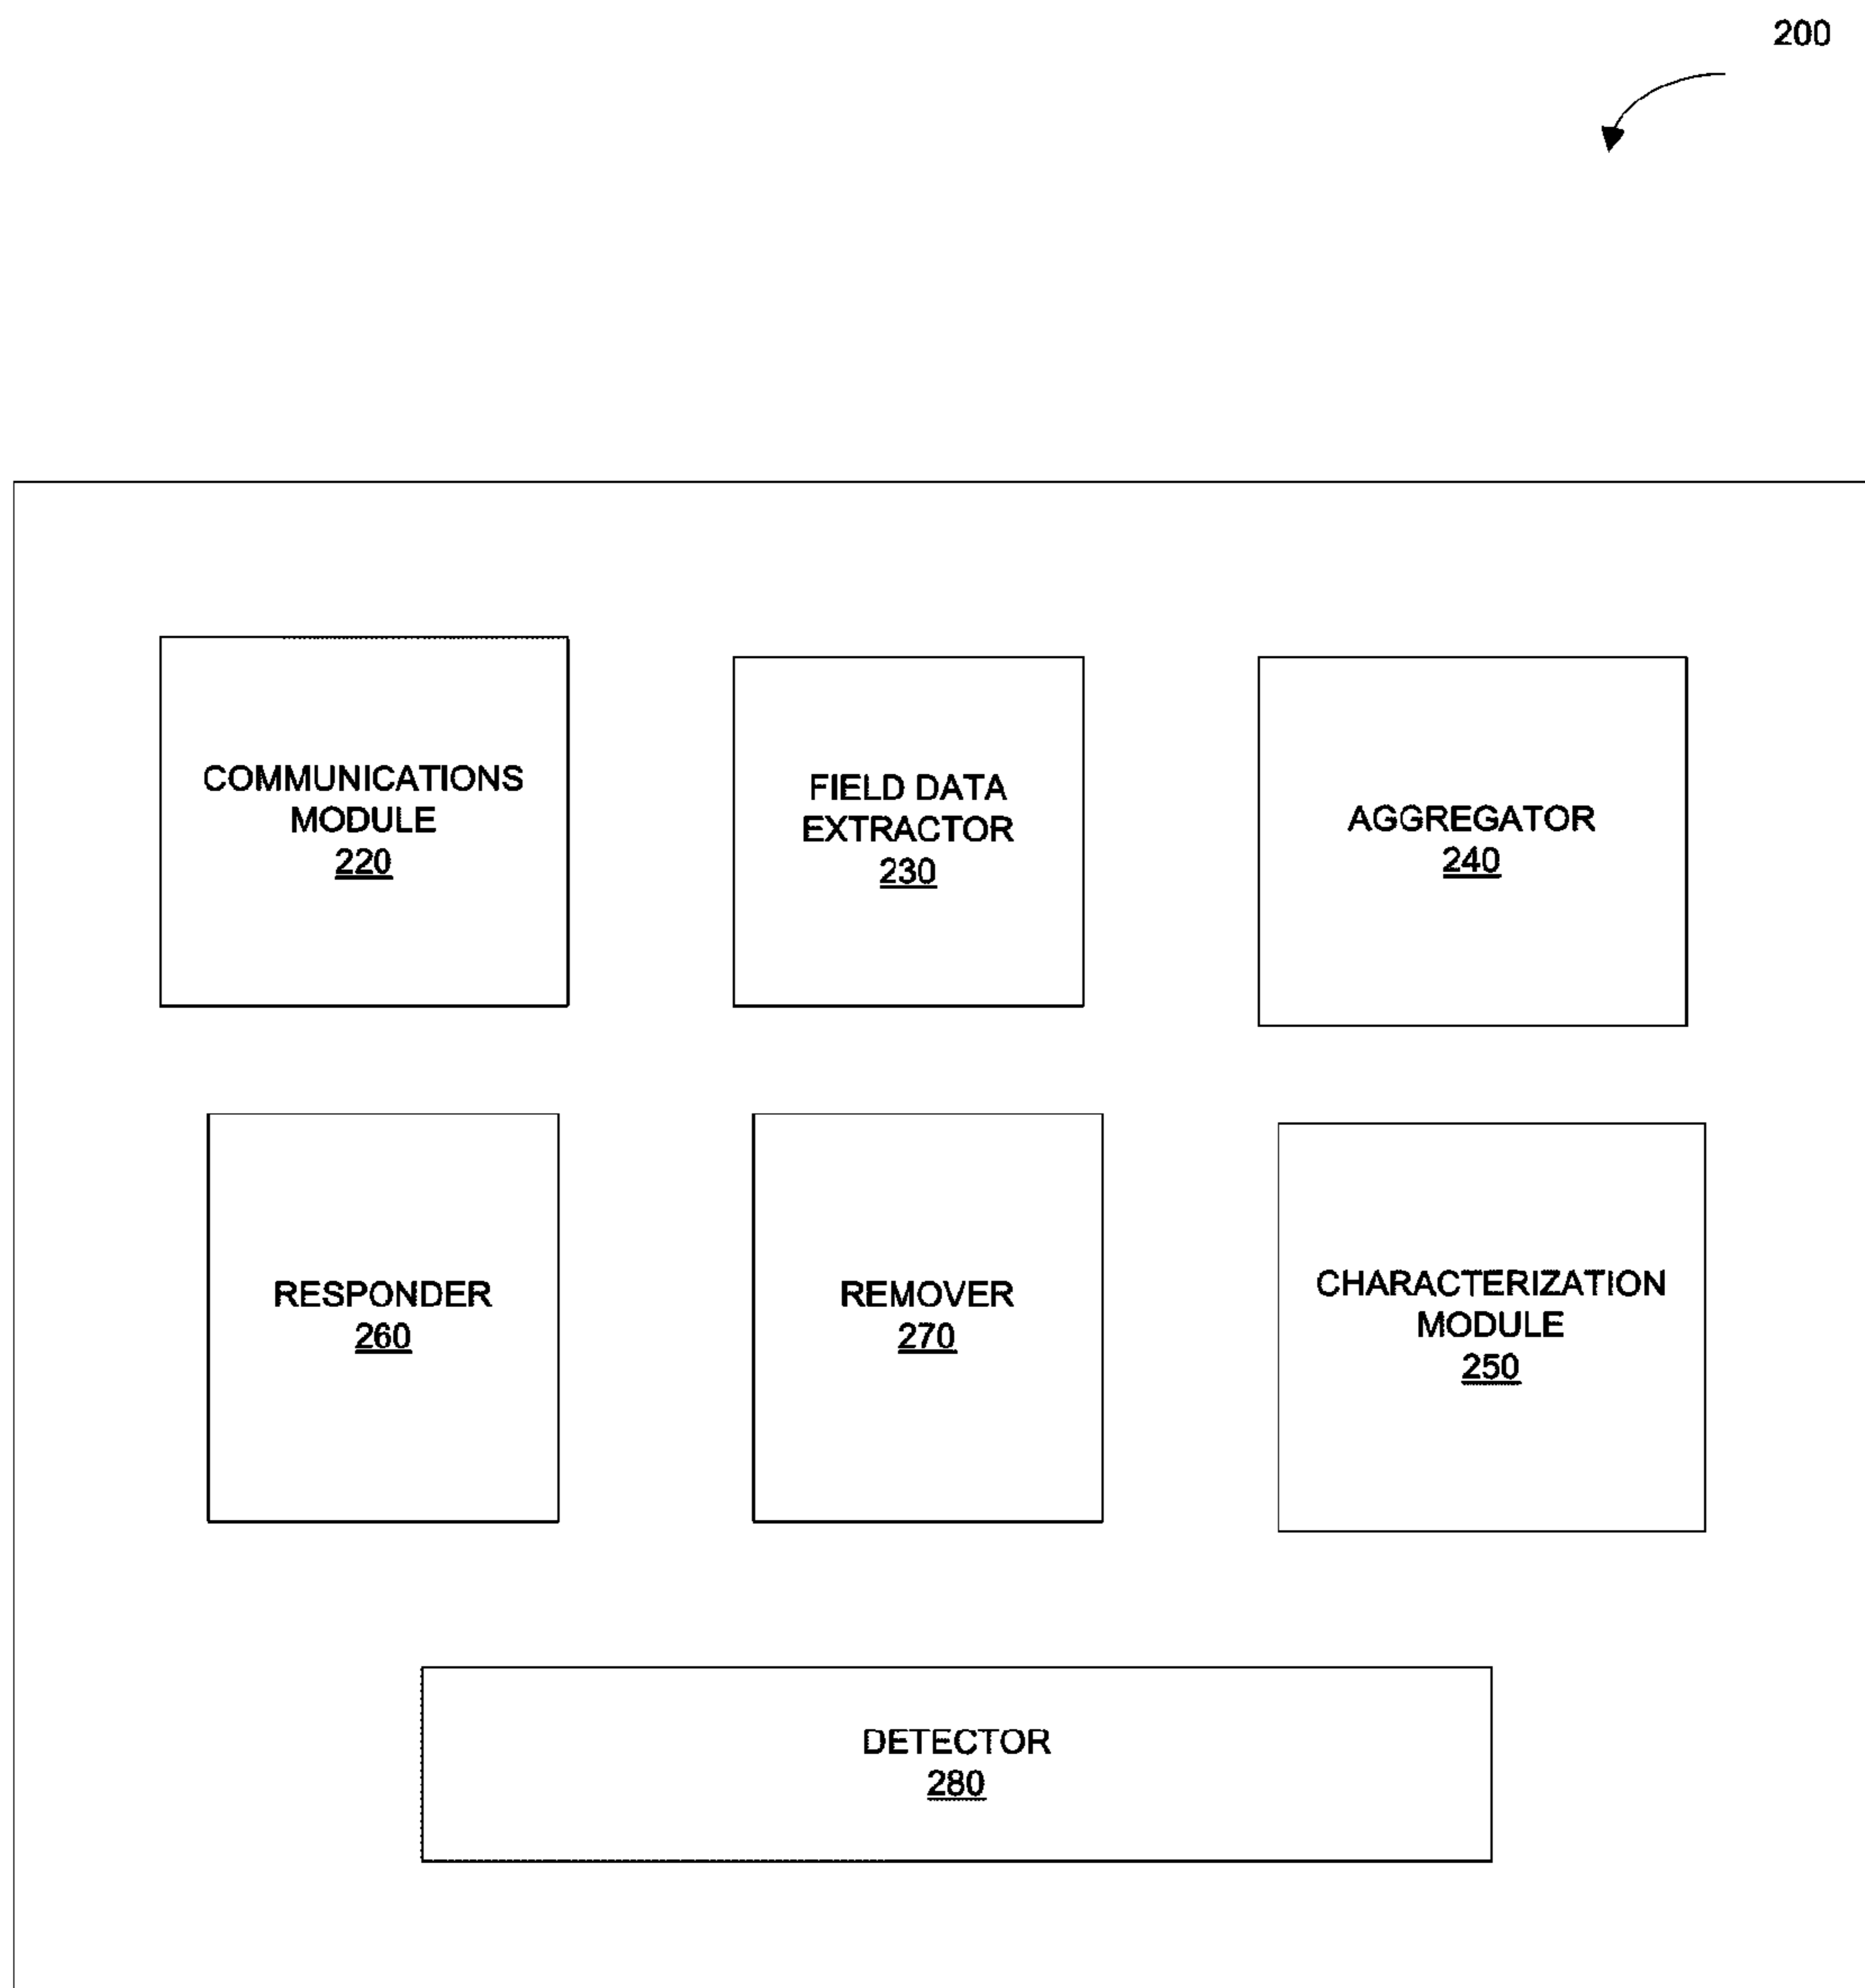 200
COMMUNICATIONS
MODULE
220
FIELD DATA
EXTRACTOR
230
AGGREGATOR
240
RESPONDER
260
REMOVER
270
CHARACTERIZATION
MODULE
250
DETECTOR
280